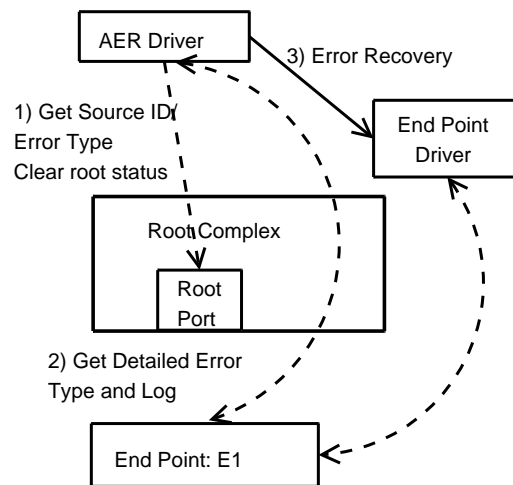 AER Driver
3) Error Recovery
1) Get Source ID/
Error Type
Clear root status
End Point
Driver
Root Complex
Root
Port
2) Get Detailed Error
Type and Log
End Point: E1